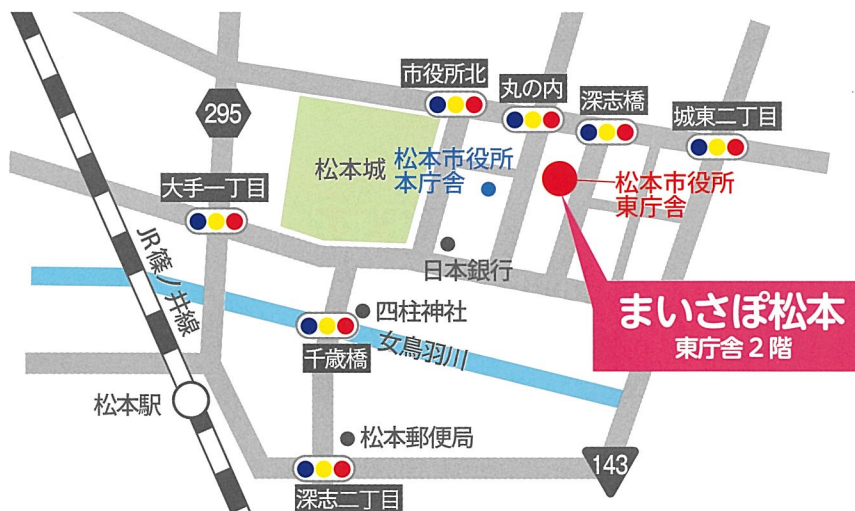 市役所北
丸の内
深志橋
城東二丁目
295
松本城
松本市役所
本庁舎
松本市役所
東庁舎
大手一丁目
JR篠ノ井線
日本銀行
まいさぽ松本
東庁舎2階
四柱神社
女鳥羽川
千歳橋
松本駅
松本郵便局
143
深志二丁目